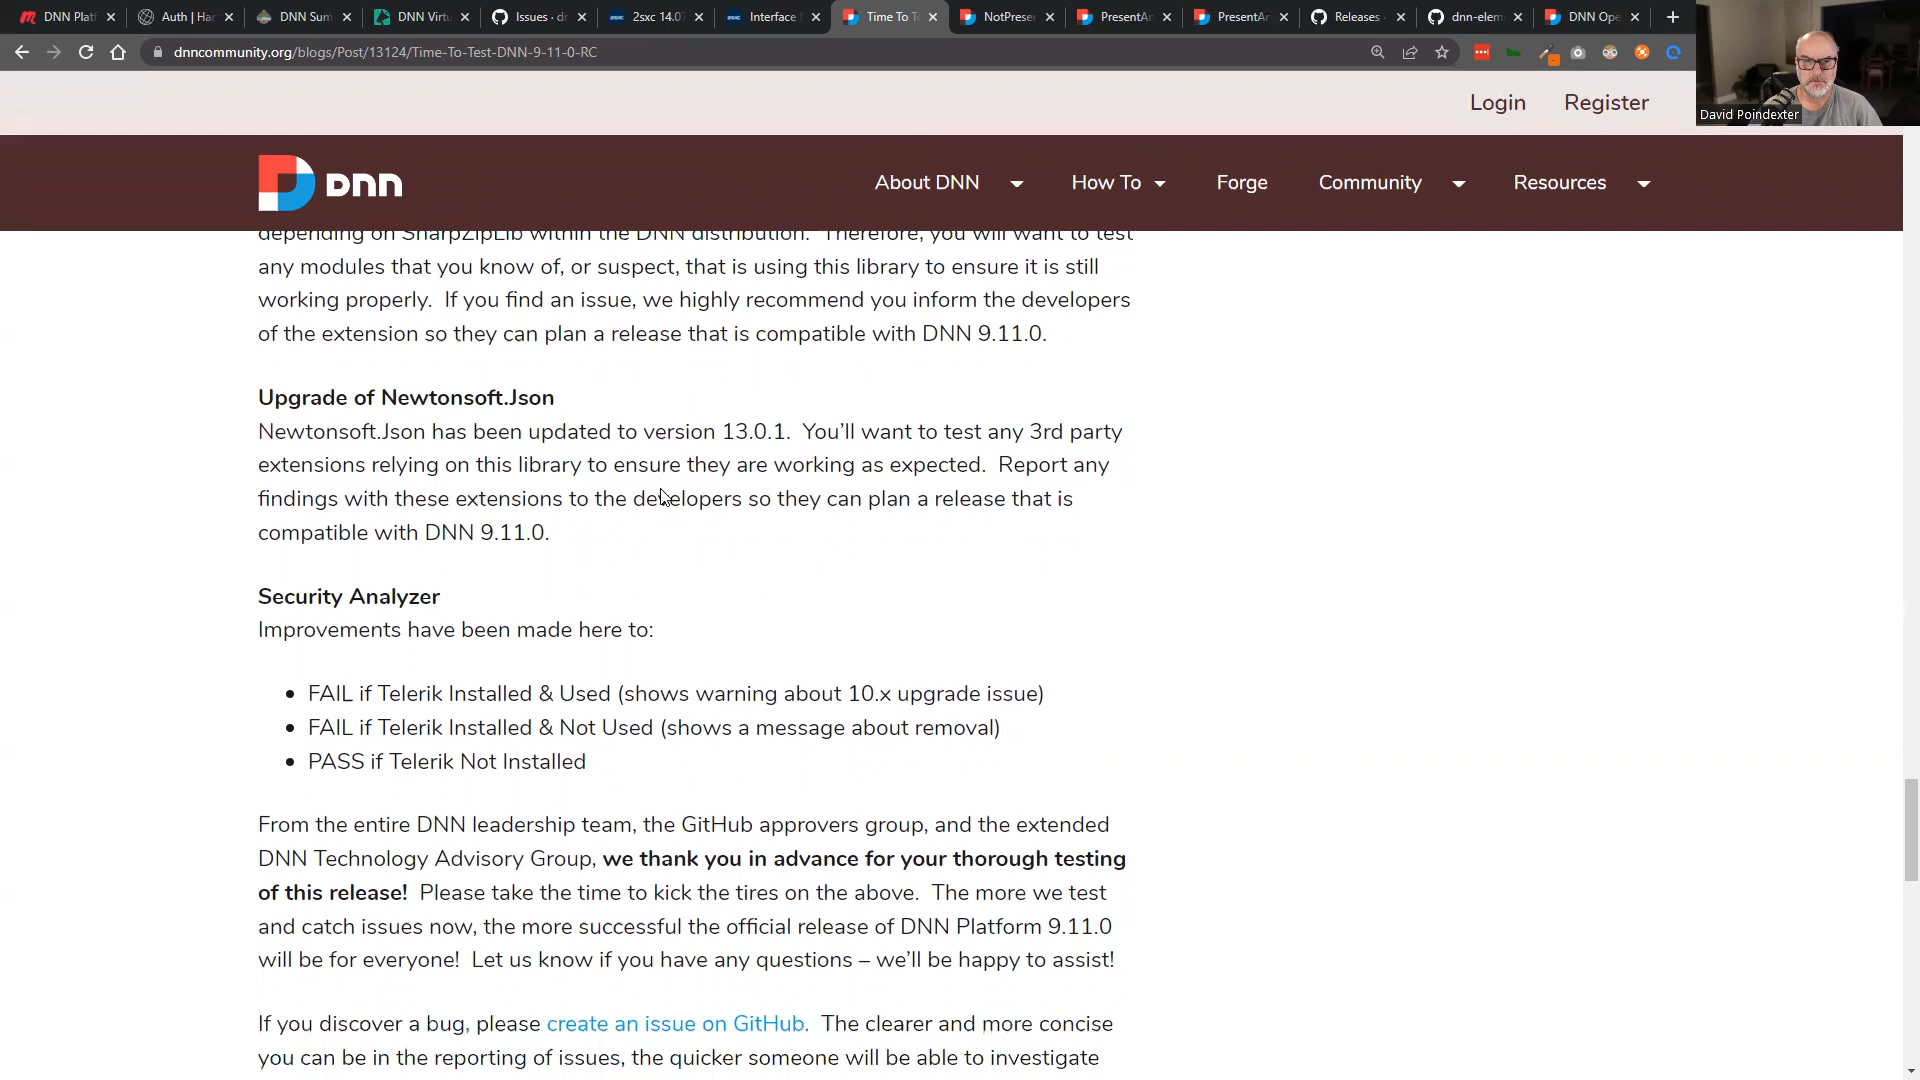 DNN Platf
Auth | Ha
DNN Sum
DNN Virtu
Issues · dn
2sxc 14.07
Interface
Time To T
NotPrese
PresentAn
PresentAn
Releases ·
dnn-elem
DNN Ope
dnncommunity.org/blogs/Post/13124/Time-To-Test-DNN-9-11-0-RC
David Poindexter
Login Register
DNN
About DNN How To Forge Community Resources
depending on SharpZipLib within the DNN distribution. Therefore, you will want to test
any modules that you know of, or suspect, that is using this library to ensure it is still
working properly. If you find an issue, we highly recommend you inform the developers
of the extension so they can plan a release that is compatible with DNN 9.11.0.
Upgrade of Newtonsoft.Json
Newtonsoft.Json has been updated to version 13.0.1. You'll want to test any 3rd party
extensions relying on this library to ensure they are working as expected. Report any
findings with these extensions to the developers so they can plan a release that is
compatible with DNN 9.11.0.
Security Analyzer
Improvements have been made here to:
• FAIL if Telerik Installed & Used (shows warning about 10.x upgrade issue)
• FAIL if Telerik Installed & Not Used (shows a message about removal)
• PASS if Telerik Not Installed
From the entire DNN leadership team, the GitHub approvers group, and the extended
DNN Technology Advisory Group, we thank you in advance for your thorough testing
of this release! Please take the time to kick the tires on the above. The more we test
and catch issues now, the more successful the official release of DNN Platform 9.11.0
will be for everyone! Let us know if you have any questions – we'll be happy to assist!
If you discover a bug, please create an issue on GitHub. The clearer and more concise
you can be in the reporting of issues, the quicker someone will be able to investigate